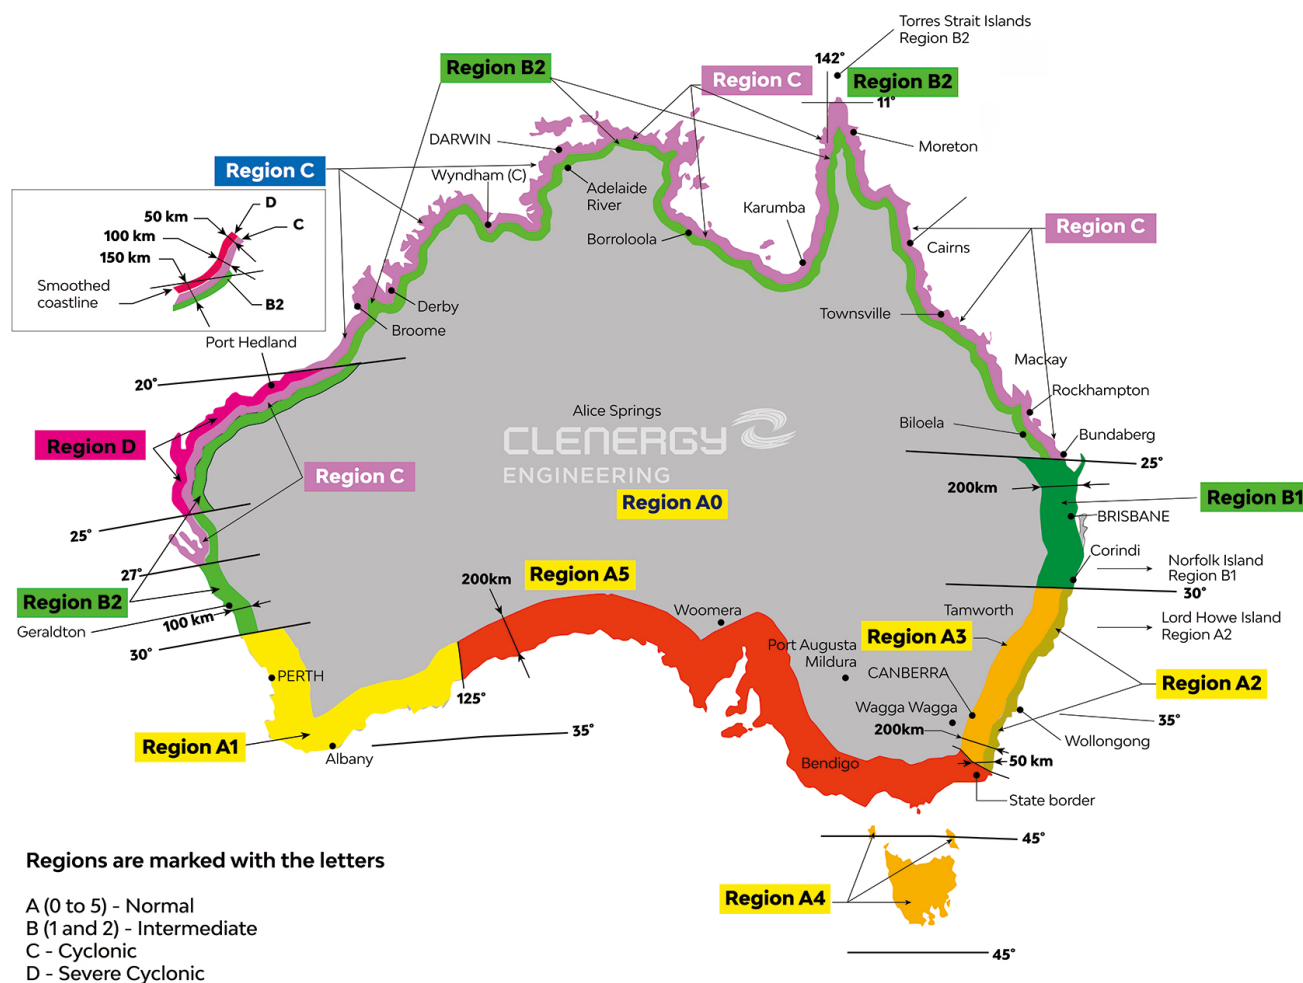 Torres Strait Islands
Region B2
142°
Region B2
Region C
Region B2
11°
DARWIN
Moreton
Region C
Wyndham (C)
Adelaide
River
D
50 km
C
100 km
150 km
Smoothed
coastline
B2
Karumba
Region C
Borroloola
Cairns
Derby
Broome
Townsville
Port Hedland
20°
Mackay
Rockhampton
Alice Springs
Biloela
Bundaberg
CLENERGY
ENGINEERING
Region D
Region C
25°
200km
Region B1
Region A0
BRISBANE
25°
Corindi
Norfolk Island
Region B1
27°
200km
Region A5
30°
Region B2
Woomera
Tamworth
Lord Howe Island
Region A2
Geraldton
100 km
Region A3
30°
Port Augusta
Mildura
PERTH
CANBERRA
Region A2
125°
Wagga Wagga
35°
200km
35°
Region A1
Wollongong
Albany
Bendigo
50 km
State border
45°
Regions are marked with the letters
Region A4
A (0 to 5) - Normal
B (1 and 2) - Intermediate
C - Cyclonic
45°
D - Severe Cyclonic